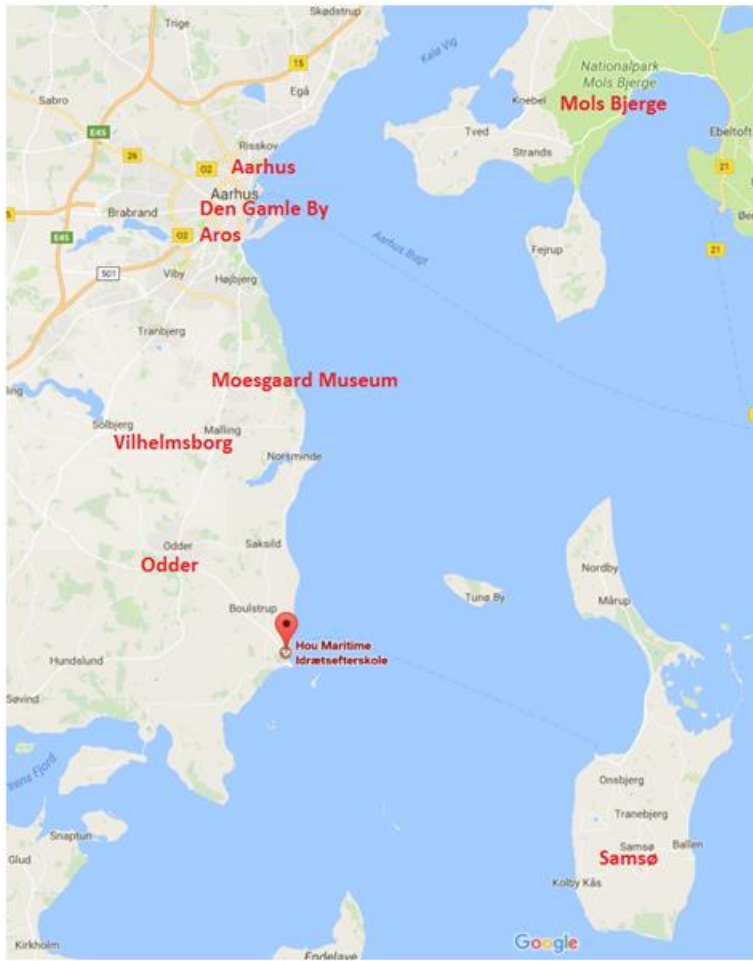 Skødstrup
Trige
Kalø Vig
15
Egå
Nationalpark
Mols Bjerge
Mols Bjerge
Sabro
Knebel
E45
Tved
Ebeltoft
Risskov
Strands
26
02
Aarhus
21
Aarhus
Den Gamle By
Brabrand
E45
02
Aros
Aarhus Bugt
Fejrup
21
501
Viby
Højbjerg
Tranbjerg
Moesgaard Museum
Solbjerg
Malling
Vilhelmsborg
Norsminde
Odder
Saksild
Odder
Nordby
Tunø By
Mårup
Boulstrup
Hou Maritime
Idrætsefterskole
Hundslund
Søvind
Onsbjerg
Tranebjerg
Snaptun
Samsø
Ballen
Samsø
Glud
Kolby Kås
Google
Kirkholm
Endelave